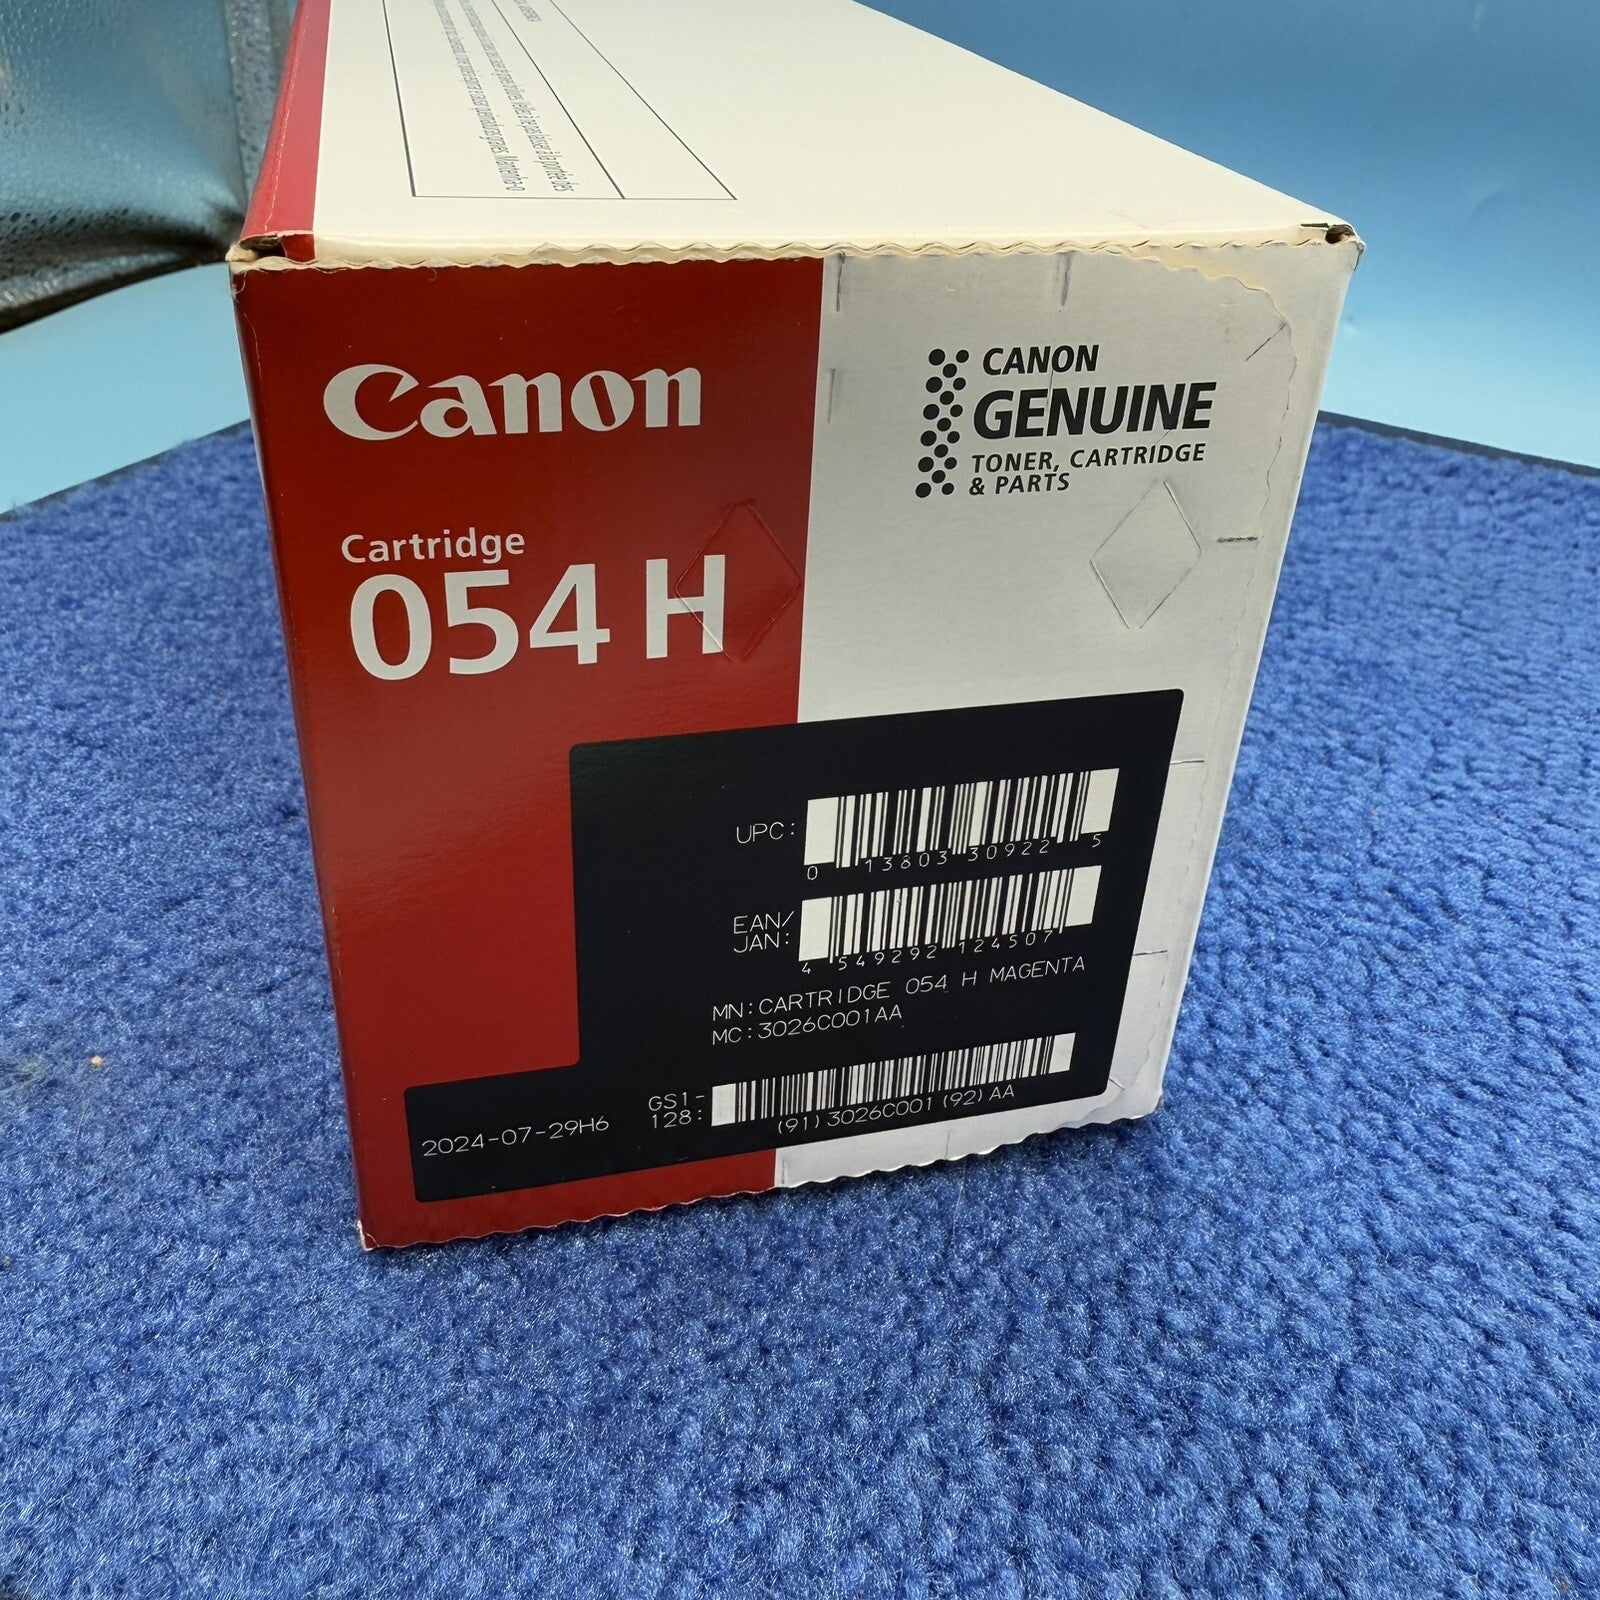 Canon
CANON
GENUINE
TONER, CARTRIDGE
& PARTS
Cartridge
054 H
UPC:
0 13803 30922 5
EAN/
JAN:
4 549292 124507
MN:CARTRIDGE 054 H MAGENTA
MC:3026C001AA
GS1-
128:
(91)3026C001(92)AA
2024-07-29H6